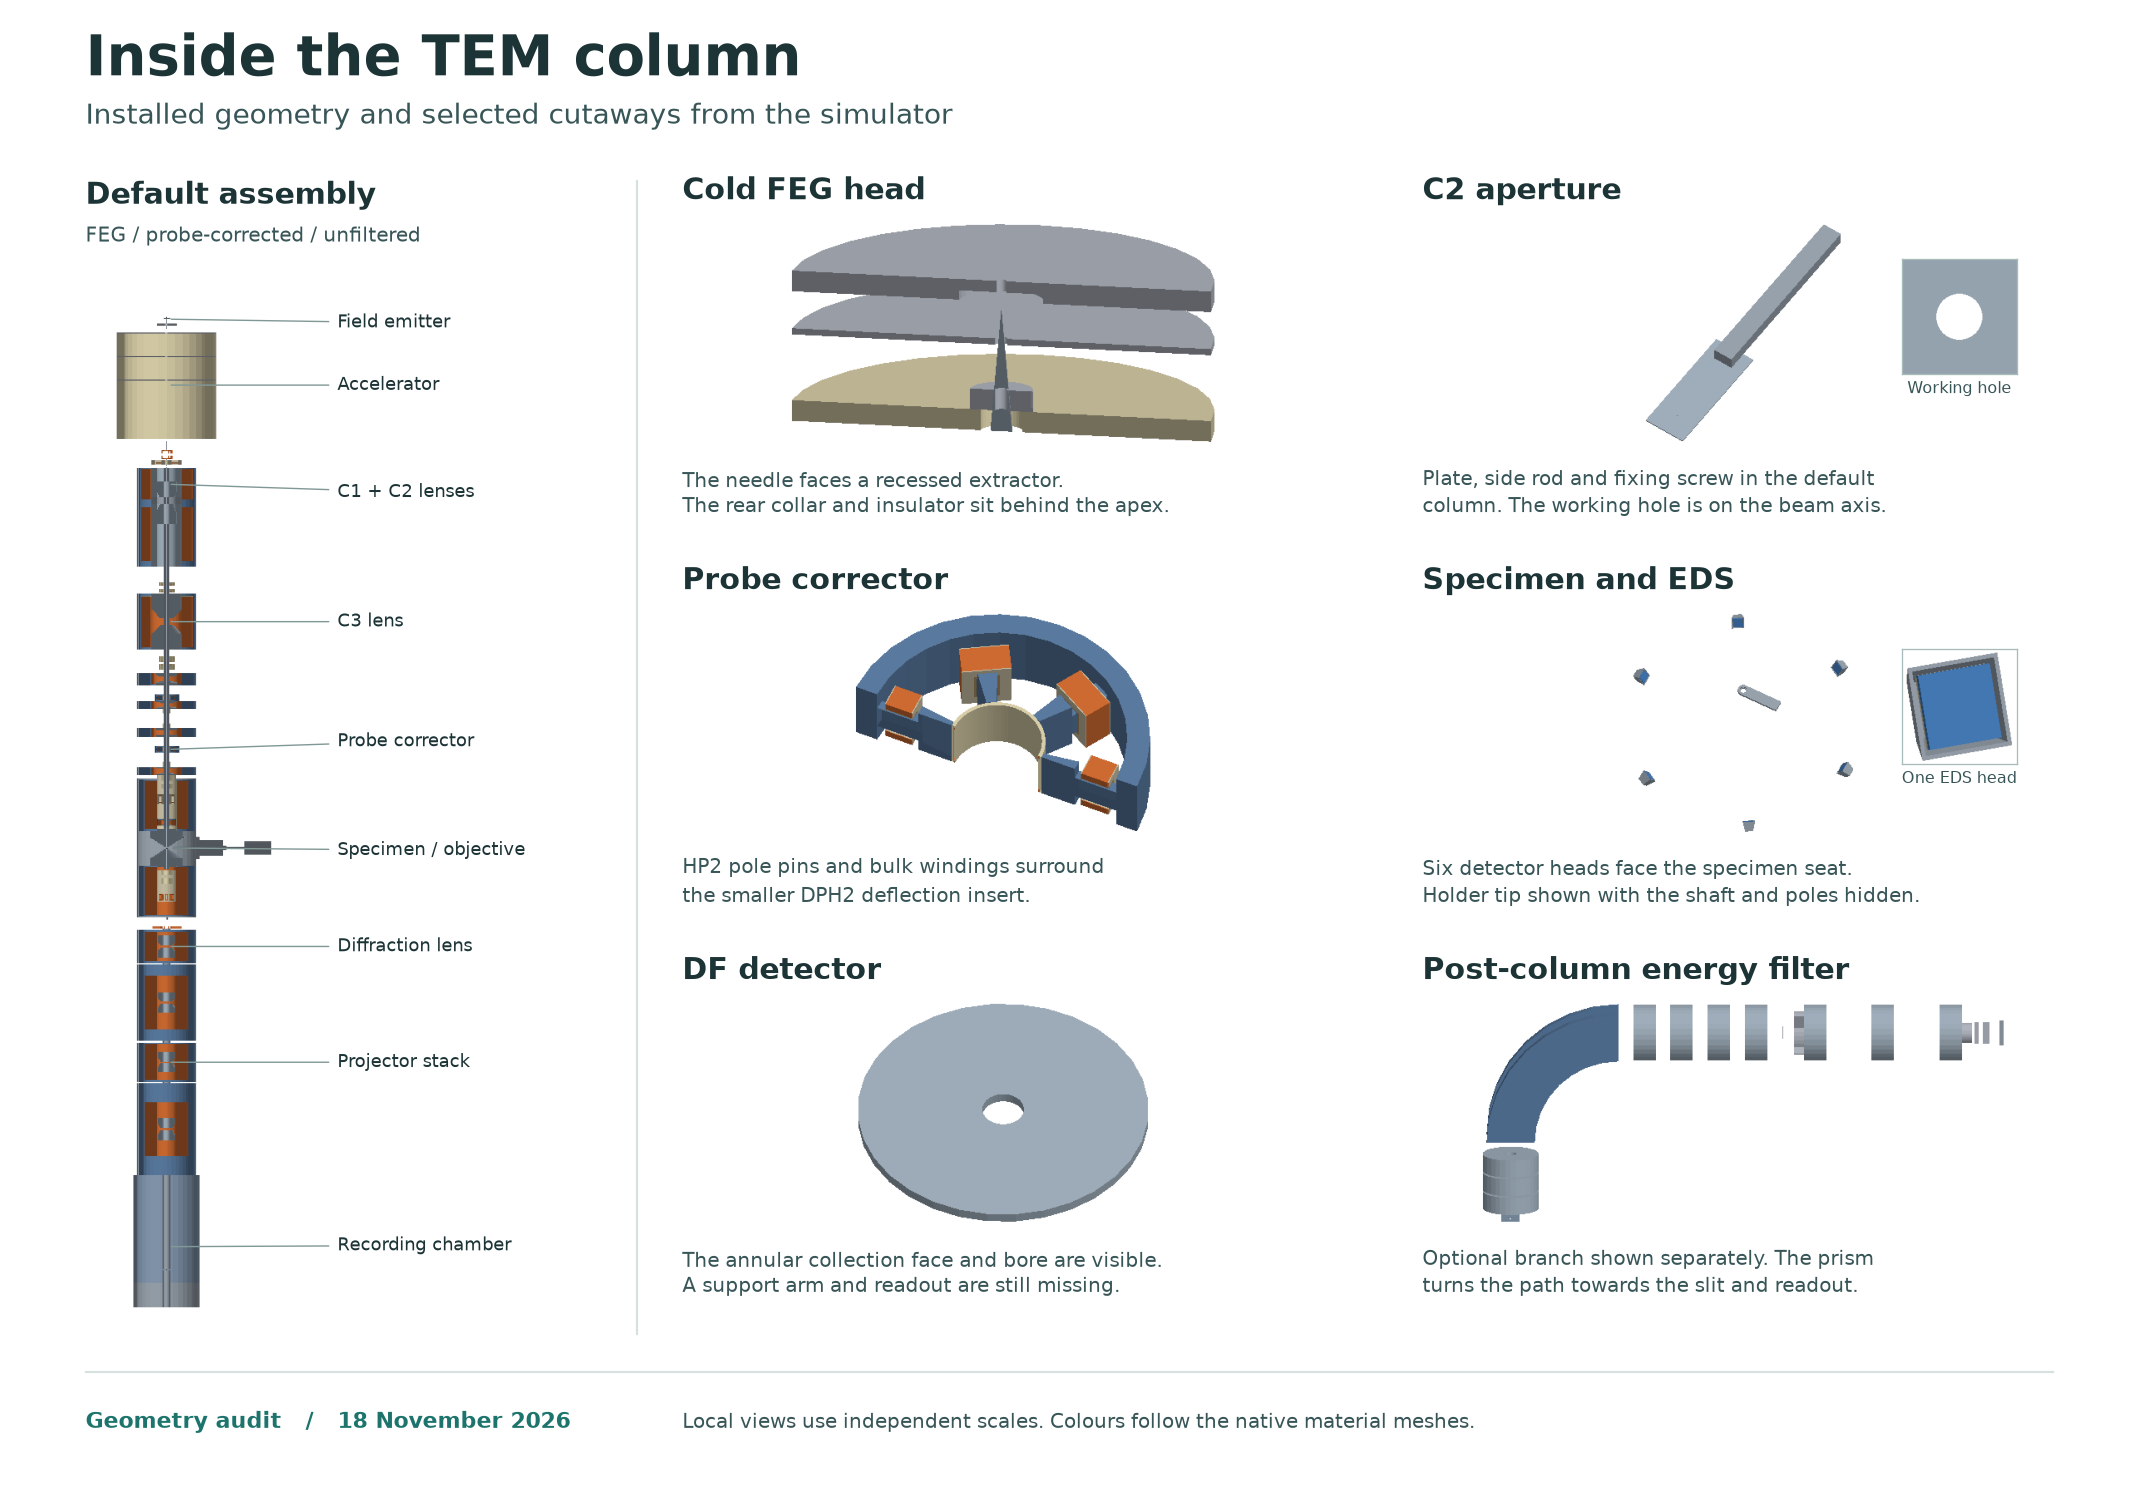 Inside the TEM column
Installed geometry and selected cutaways from the simulator
Default assembly
FEG / probe-corrected / unfiltered
Field emitter
Accelerator
C1 + C2 lenses
C3 lens
Probe corrector
Specimen / objective
Diffraction lens
Projector stack
Recording chamber
Cold FEG head
The needle faces a recessed extractor.
The rear collar and insulator sit behind the apex.
C2 aperture
Working hole
Plate, side rod and fixing screw in the default
column. The working hole is on the beam axis.
Probe corrector
HP2 pole pins and bulk windings surround
the smaller DPH2 deflection insert.
Specimen and EDS
One EDS head
Six detector heads face the specimen seat.
Holder tip shown with the shaft and poles hidden.
DF detector
The annular collection face and bore are visible.
A support arm and readout are still missing.
Post-column energy filter
Optional branch shown separately. The prism
turns the path towards the slit and readout.
Geometry audit / 18 November 2026
Local views use independent scales. Colours follow the native material meshes.